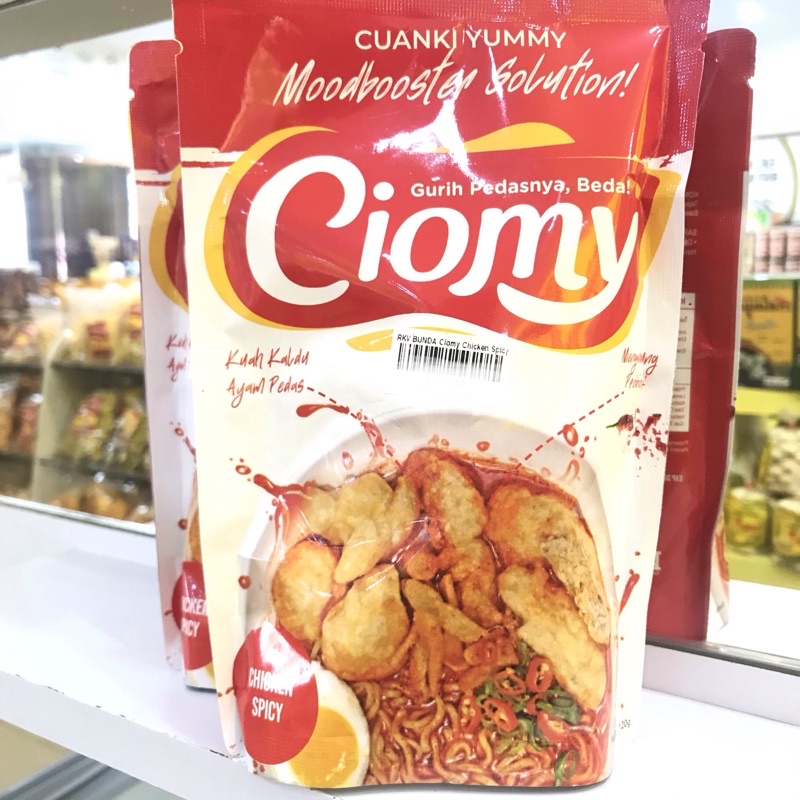 CUANKI YUMMY
Moodbooster Solution!
Gurih Pedasnya, Beda!
Ciomy
RKV BUNDA Ciomy Chicken Spicy
Kuah Kaldu
Ayam Pedas
CHICKEN
SPICY